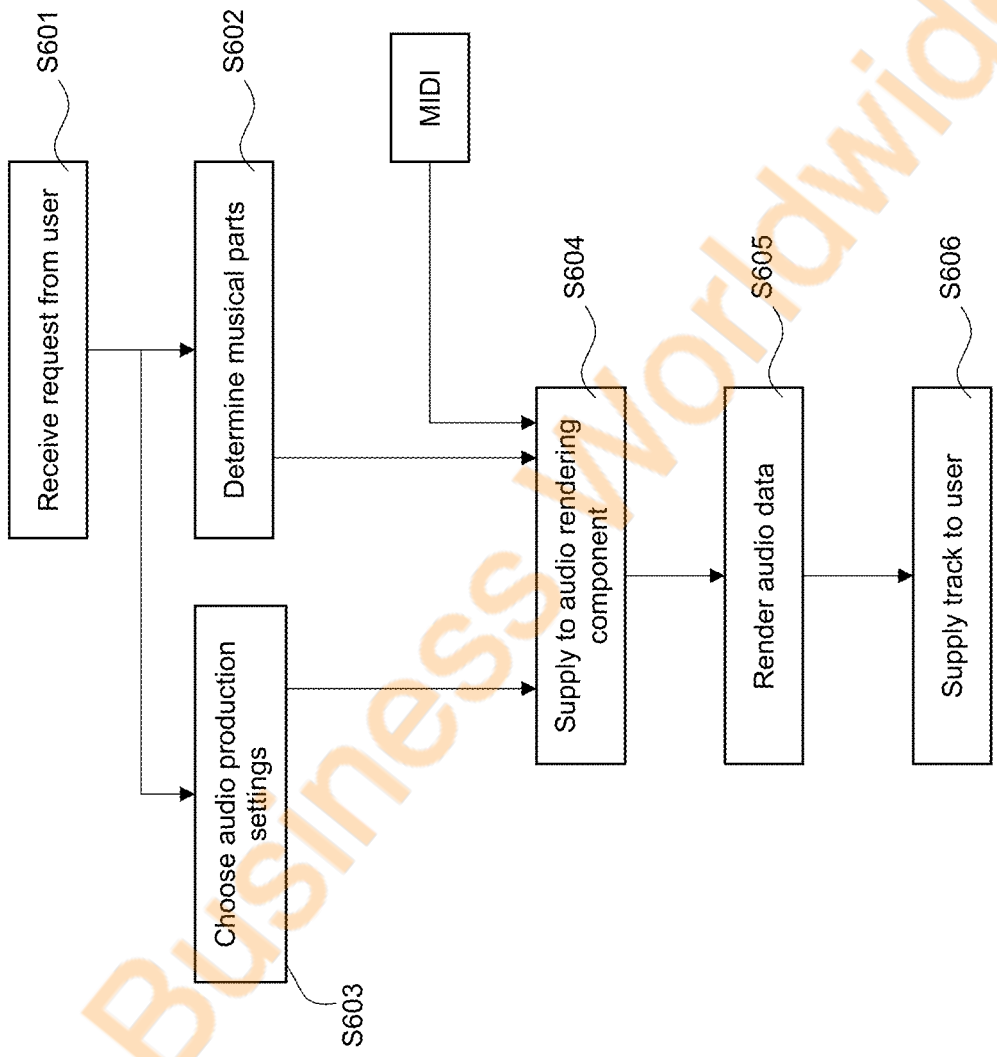 Receive request from user
S601
Determine musical parts
S602
Choose audio production
settings
S603
MIDI
Supply to audio rendering
component
S604
Render audio data
S605
Supply track to user
S606
Business Worldwide